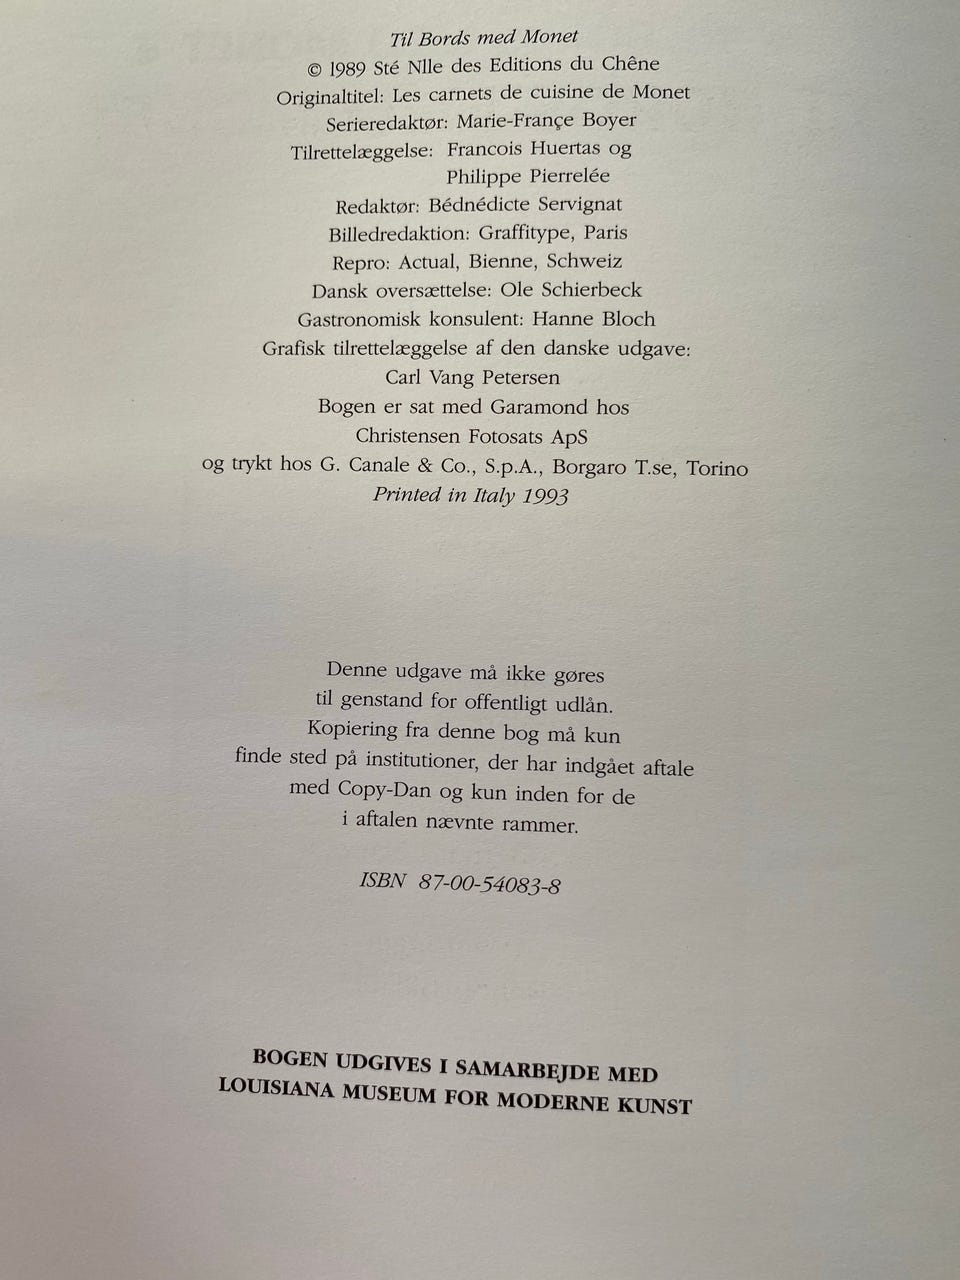 Til Bords med Monet
© 1989 Sté Nlle des Editions du Chêne
Originaltitel: Les carnets de cuisine de Monet
Serieredaktør: Marie-Françe Boyer
Tilrettelæggelse: Francois Huertas og
Philippe Pierrelée
Redaktør: Bédnédicte Servignat
Billedredaktion: Graffitype, Paris
Repro: Actual, Bienne, Schweiz
Dansk oversættelse: Ole Schierbeck
Gastronomisk konsulent: Hanne Bloch
Grafisk tilrettelæggelse af den danske udgave:
Carl Vang Petersen
Bogen er sat med Garamond hos
Christensen Fotosats ApS
og trykt hos G. Canale & Co., S.p.A., Borgaro T.se, Torino
Printed in Italy 1993
Denne udgave må ikke gøres
til genstand for offentligt udlån.
Kopiering fra denne bog må kun
finde sted på institutioner, der har indgået aftale
med Copy-Dan og kun inden for de
i aftalen nævnte rammer.
ISBN 87-00-54083-8
BOGEN UDGIVES I SAMARBEJDE MED
LOUISIANA MUSEUM FOR MODERNE KUNST